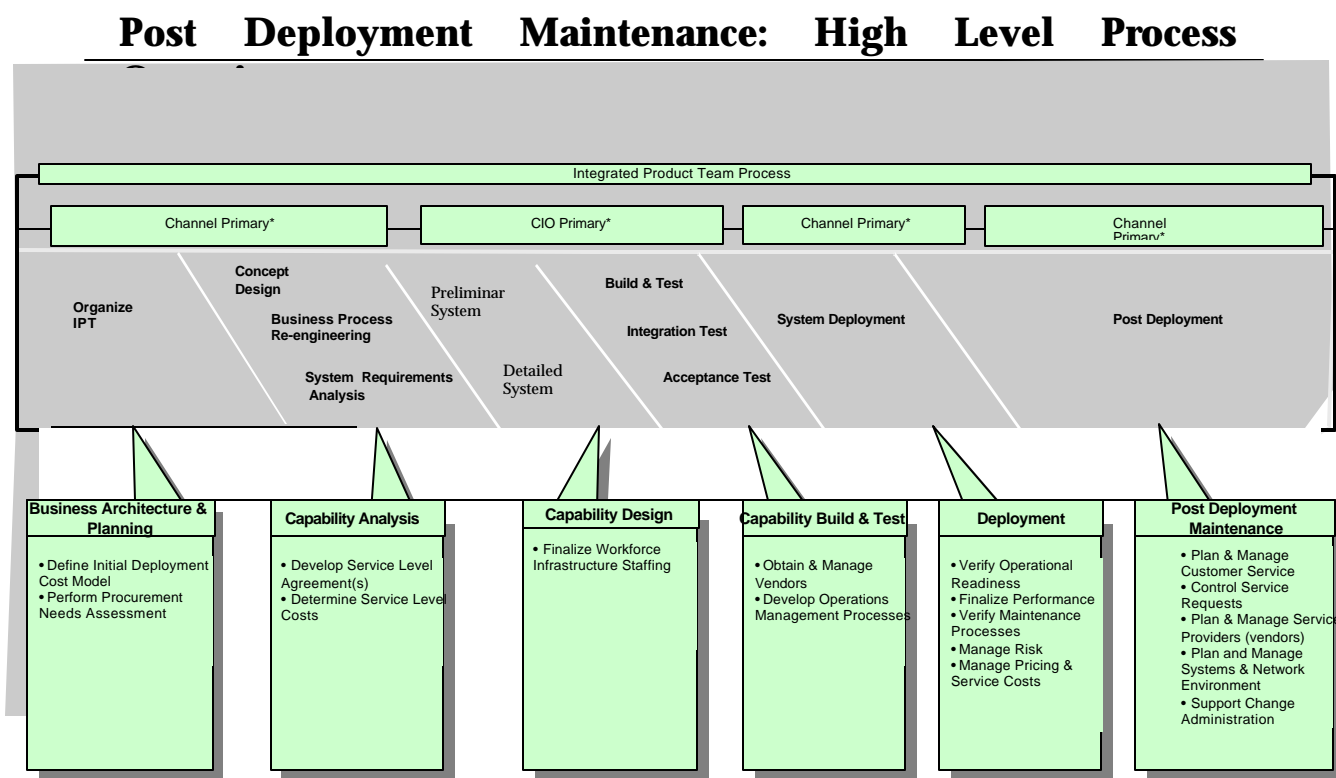 Post Deployment Maintenance: High Level Process
Integrated Product Team Process
Channel Primary*
CIO Primary*
Channel Primary*
Channel
Primary*
Organize
IPT
Concept
Design
Business Process
Re-engineering
System Requirements
Analysis
Preliminar
System
Detailed
System
Build & Test
Integration Test
Acceptance Test
System Deployment
Post Deployment
Business Architecture &
Planning
• Define Initial Deployment
Cost Model
• Perform Procurement
Needs Assessment
Capability Analysis
• Develop Service Level
Agreement(s)
• Determine Service Level
Costs
Capability Design
• Finalize Workforce
Infrastructure Staffing
Capability Build & Test
• Obtain & Manage
Vendors
• Develop Operations
Management Processes
Deployment
• Verify Operational
Readiness
• Finalize Performance
• Verify Maintenance
Processes
• Manage Risk
• Manage Pricing &
Service Costs
Post Deployment
Maintenance
• Plan & Manage
Customer Service
• Control Service
Requests
• Plan & Manage Service
Providers (vendors)
• Plan and Manage
Systems & Network
Environment
• Support Change
Administration